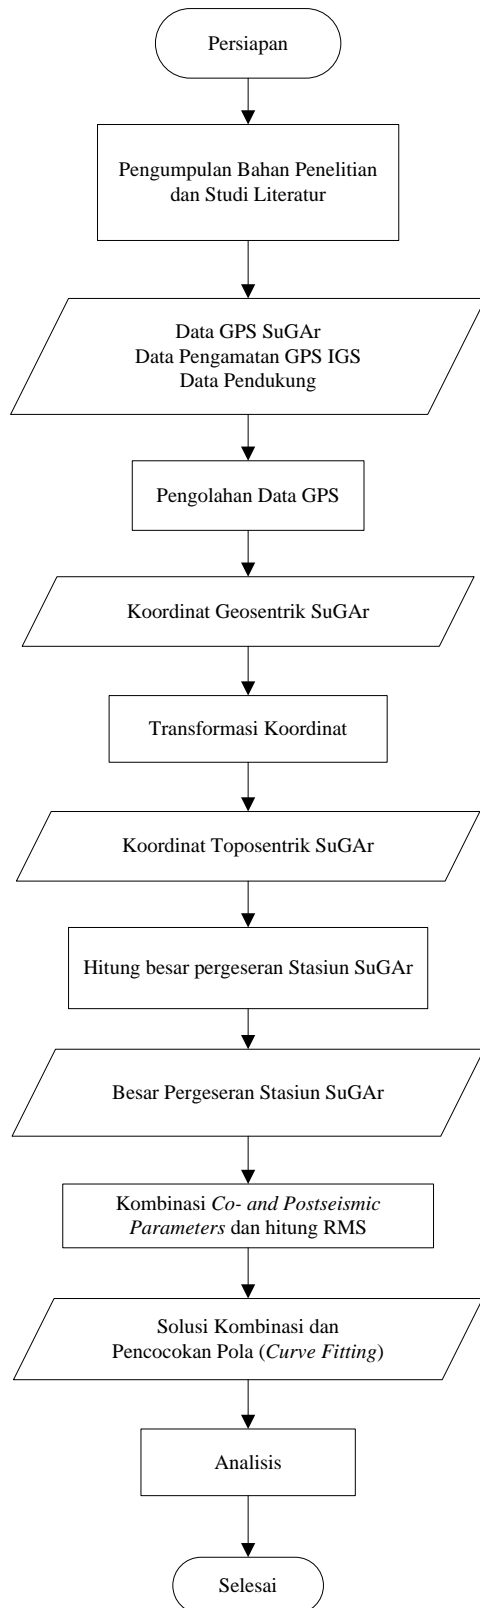 Persiapan
Pengumpulan Bahan Penelitian
dan Studi Literatur
Data GPS SuGAr
Data Pengamatan GPS IGS
Data Pendukung
Pengolahan Data GPS
Koordinat Geosentrik SuGAr
Transformasi Koordinat
Koordinat Toposentrik SuGAr
Hitung besar pergeseran Stasiun SuGAr
Besar Pergeseran Stasiun SuGAr
Kombinasi Co- and Postseismic
Parameters dan hitung RMS
Solusi Kombinasi dan
Pencocokan Pola (Curve Fitting)
Analisis
Selesai